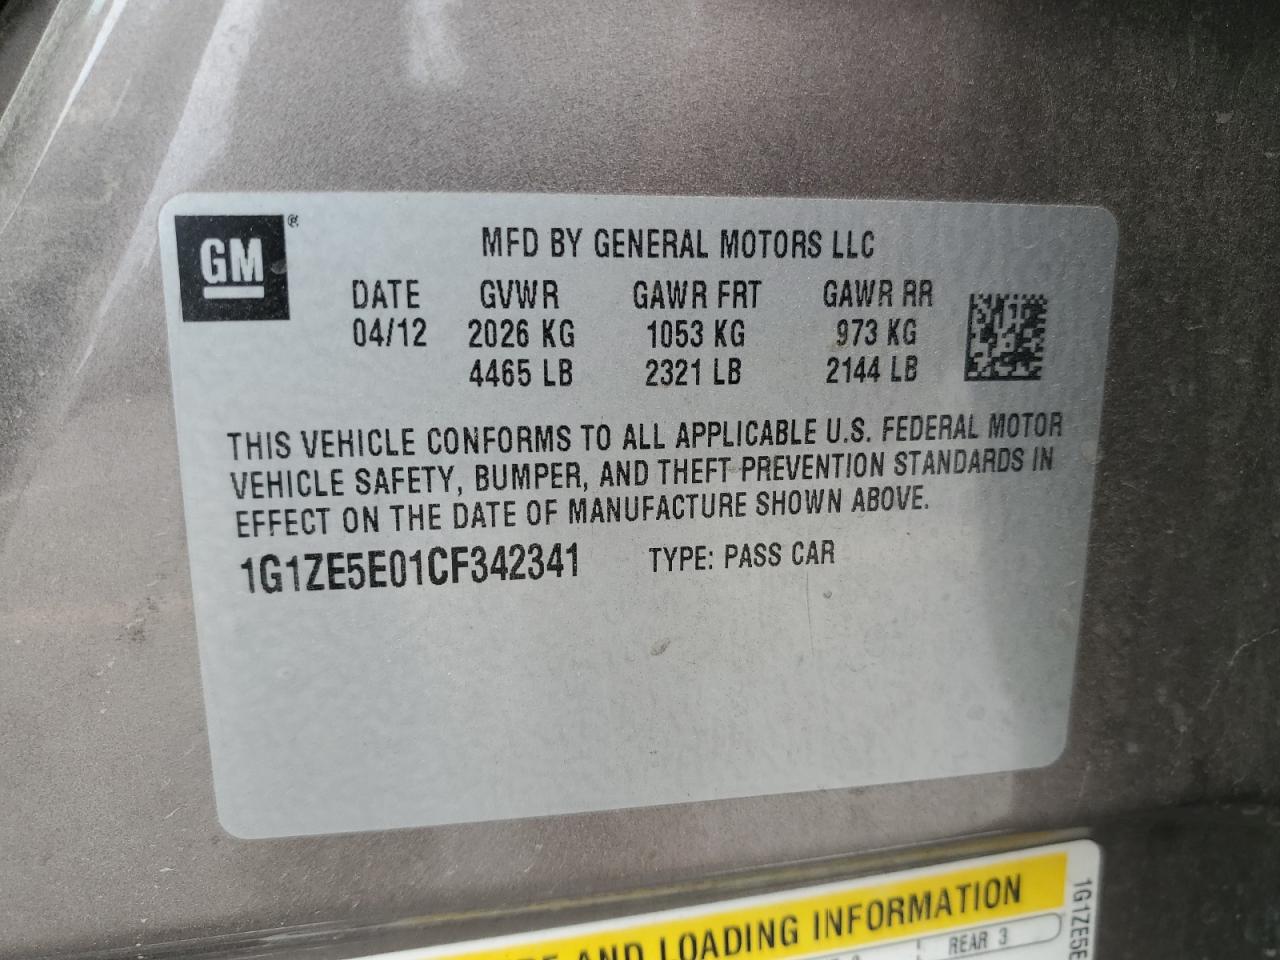 GM ®
MFD BY GENERAL MOTORS LLC
DATE GVWR GAWR FRT GAWR RR
04/12 2026 KG 1053 KG 973 KG
4465 LB 2321 LB 2144 LB
THIS VEHICLE CONFORMS TO ALL APPLICABLE U.S. FEDERAL MOTOR
VEHICLE SAFETY, BUMPER, AND THEFT PREVENTION STANDARDS IN
EFFECT ON THE DATE OF MANUFACTURE SHOWN ABOVE.
1G1ZE5E01CF342341 TYPE: PASS CAR
AND LOADING INFORMATION
REAR 3
1G1ZE5E